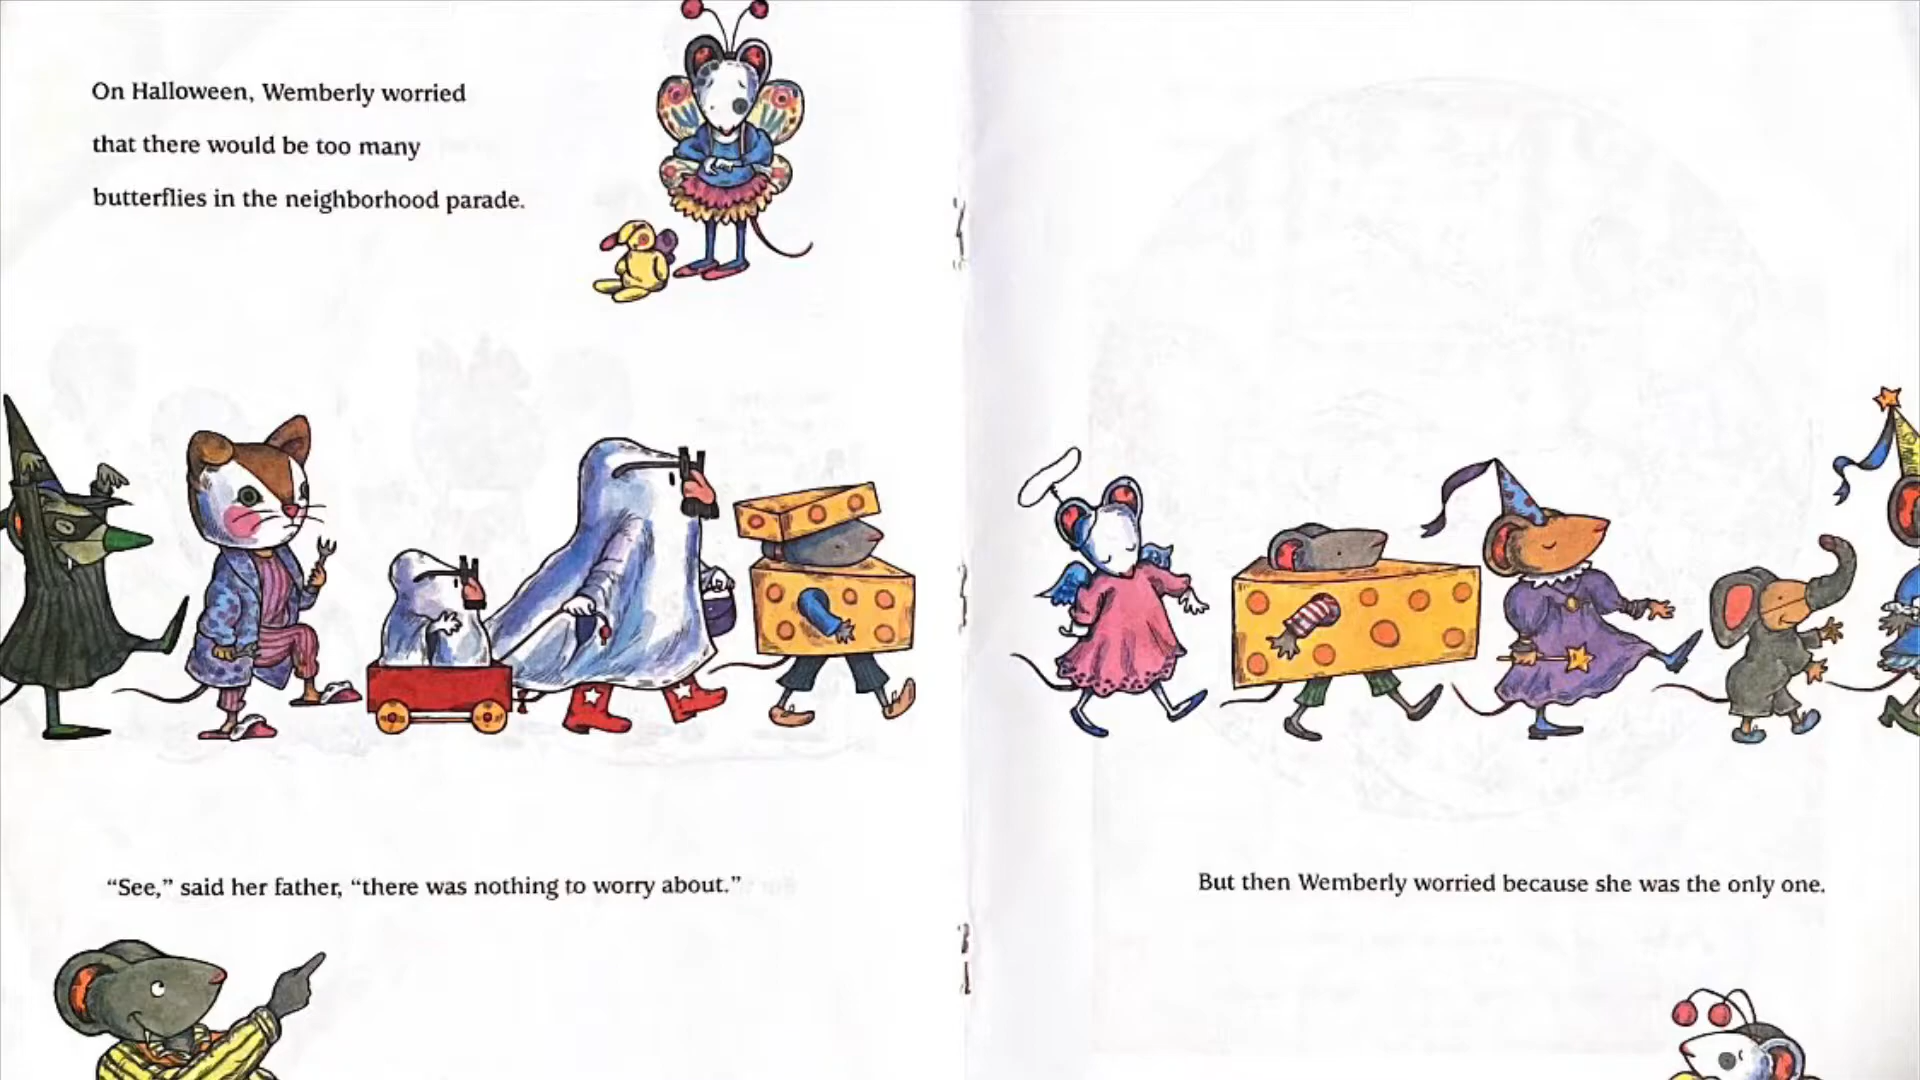 On Halloween, Wemberly worried
that there would be too many
butterflies in the neighborhood parade.
“See,” said her father, “there was nothing to worry about.”
But then Wemberly worried because she was the only one.